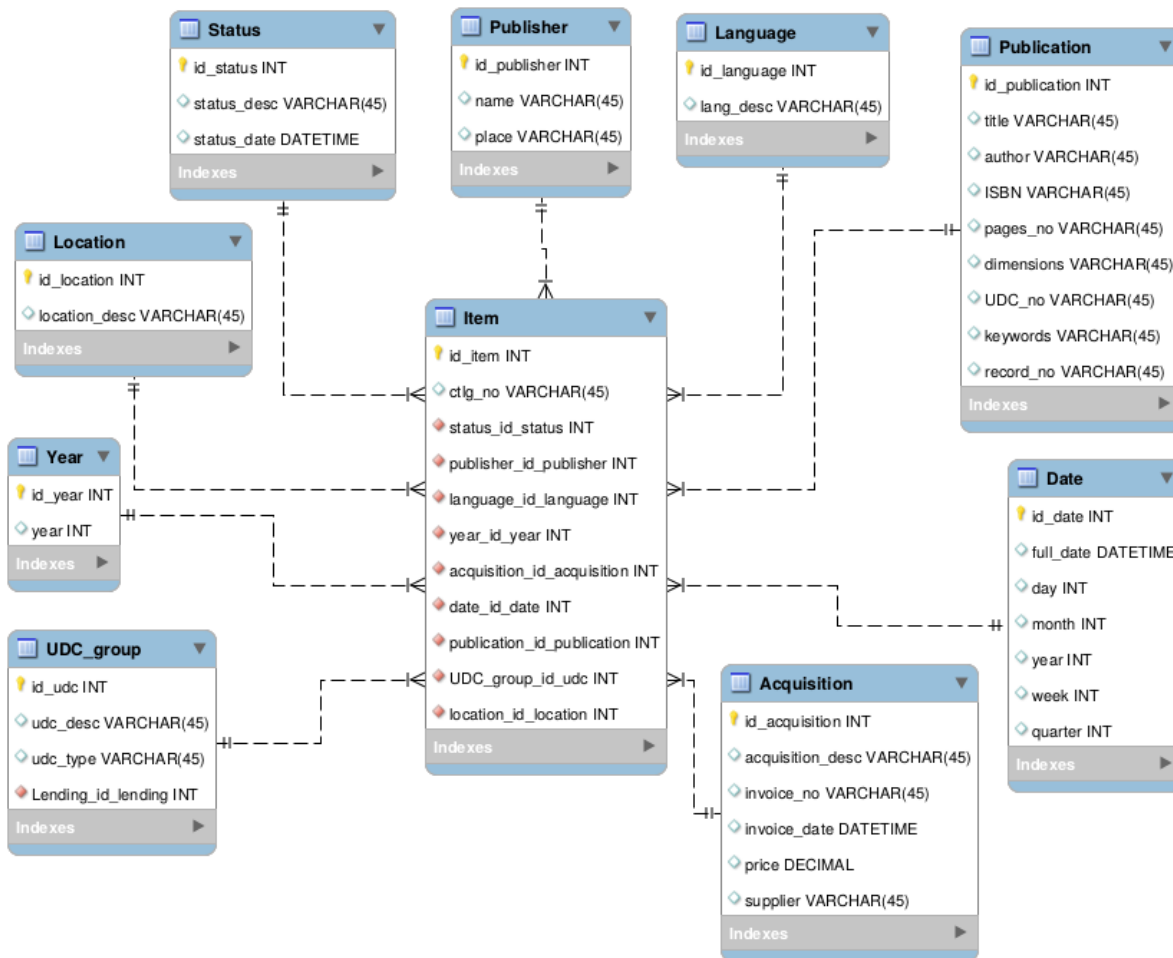 Status
id_status INT
status_desc VARCHAR(45)
status_date DATETIME
Indexes
Publisher
id_publisher INT
name VARCHAR(45)
place VARCHAR(45)
Indexes
Language
id_language INT
lang_desc VARCHAR(45)
Indexes
Publication
id_publication INT
title VARCHAR(45)
author VARCHAR(45)
ISBN VARCHAR(45)
pages_no VARCHAR(45)
dimensions VARCHAR(45)
UDC_no VARCHAR(45)
keywords VARCHAR(45)
record_no VARCHAR(45)
Indexes
Location
id_location INT
location_desc VARCHAR(45)
Indexes
Item
id_item INT
ctlg_no VARCHAR(45)
status_id_status INT
publisher_id_publisher INT
language_id_language INT
year_id_year INT
acquisition_id_acquisition INT
date_id_date INT
publication_id_publication INT
UDC_group_id_udc INT
location_id_location INT
Indexes
Year
id_year INT
year INT
Indexes
Date
id_date INT
full_date DATETIME
day INT
month INT
year INT
week INT
quarter INT
Indexes
UDC_group
id_udc INT
udc_desc VARCHAR(45)
udc_type VARCHAR(45)
Lending_id_lending INT
Indexes
Acquisition
id_acquisition INT
acquisition_desc VARCHAR(45)
invoice_no VARCHAR(45)
invoice_date DATETIME
price DECIMAL
supplier VARCHAR(45)
Indexes